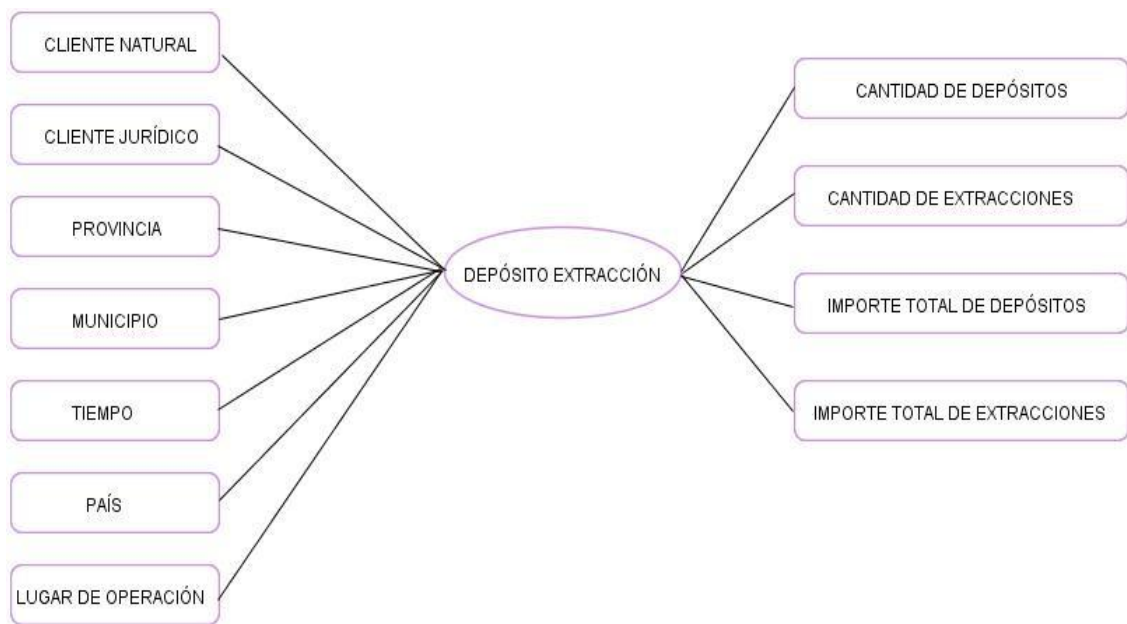 CLIENTE NATURAL
CLIENTE JURÍDICO
PROVINCIA
MUNICIPIO
TIEMPO
PAÍS
LUGAR DE OPERACIÓN
DEPÓSITO EXTRACCIÓN
CANTIDAD DE DEPÓSITOS
CANTIDAD DE EXTRACCIONES
IMPORTE TOTAL DE DEPÓSITOS
IMPORTE TOTAL DE EXTRACCIONES